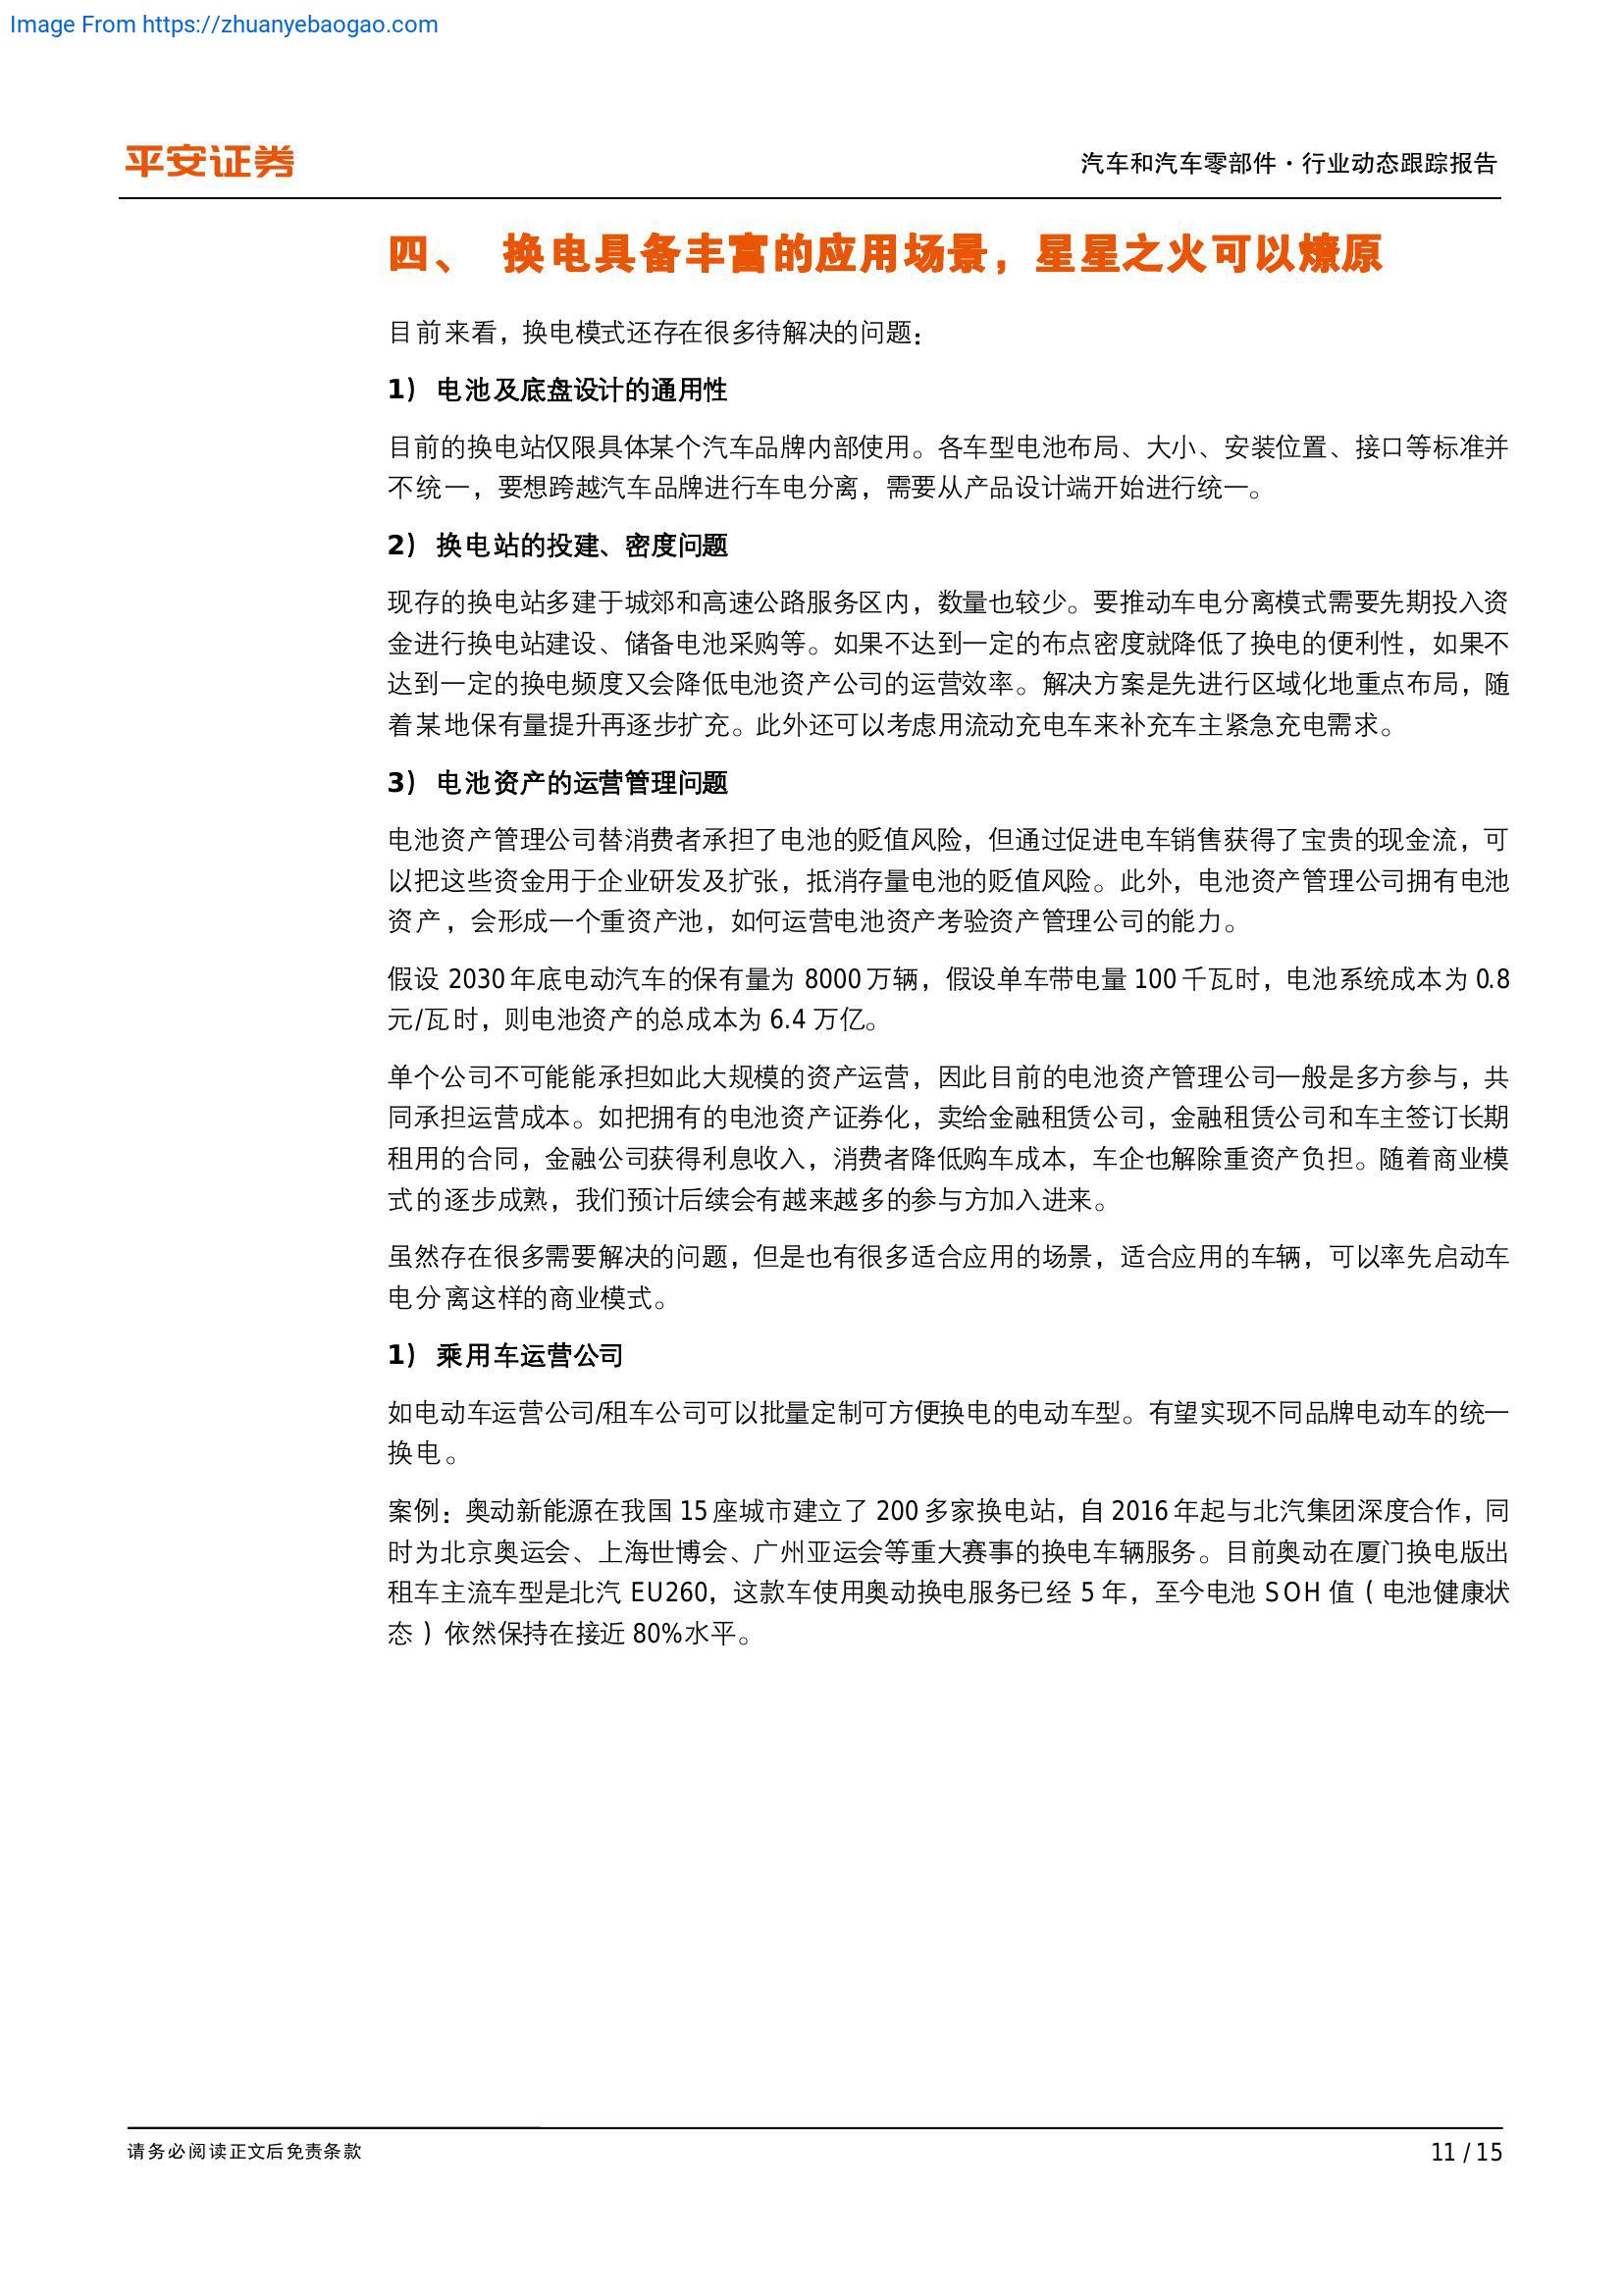 Image From https://zhuanyebaogao.com
平安证券
汽车和汽车零部件·行业动态跟踪报告
四、 换电具备丰富的应用场景，星星之火可以燎原
目前来看，换电模式还存在很多待解决的问题：
1) 电池及底盘设计的通用性
目前的换电站仅限具体某个汽车品牌内部使用。各车型电池布局、大小、安装位置、接口等标准并
不统一，要想跨越汽车品牌进行车电分离，需要从产品设计端开始进行统一。
2) 换电站的投建、密度问题
现存的换电站多建于城郊和高速公路服务区内，数量也较少。要推动车电分离模式需要先期投入资
金进行换电站建设、储备电池采购等。如果不达到一定的布点密度就降低了换电的便利性，如果不
达到一定的换电频度又会降低电池资产公司的运营效率。解决方案是先进行区域化地重点布局，随
着某地保有量提升再逐步扩充。此外还可以考虑用流动充电车来补充车主紧急充电需求。
3) 电池资产的运营管理问题
电池资产管理公司替消费者承担了电池的贬值风险，但通过促进电车销售获得了宝贵的现金流，可
以把这些资金用于企业研发及扩张，抵消存量电池的贬值风险。此外，电池资产管理公司拥有电池
资产，会形成一个重资产池，如何运营电池资产考验资产管理公司的能力。
假设 2030 年底电动汽车的保有量为 8000 万辆，假设单车带电量 100 千瓦时，电池系统成本为 0.8
元/瓦时，则电池资产的总成本为 6.4 万亿。
单个公司不可能能承担如此大规模的资产运营，因此目前的电池资产管理公司一般是多方参与，共
同承担运营成本。如把拥有的电池资产证券化，卖给金融租赁公司，金融租赁公司和车主签订长期
租用的合同，金融公司获得利息收入，消费者降低购车成本，车企也解除重资产负担。随着商业模
式的逐步成熟，我们预计后续会有越来越多的参与方加入进来。
虽然存在很多需要解决的问题，但是也有很多适合应用的场景，适合应用的车辆，可以率先启动车
电分离这样的商业模式。
1) 乘用车运营公司
如电动车运营公司/租车公司可以批量定制可方便换电的电动车型。有望实现不同品牌电动车的统一
换电。
案例：奥动新能源在我国 15 座城市建立了 200 多家换电站，自 2016 年起与北汽集团深度合作，同
时为北京奥运会、上海世博会、广州亚运会等重大赛事的换电车辆服务。目前奥动在厦门换电版出
租车主流车型是北汽 EU260，这款车使用奥动换电服务已经 5 年，至今电池 SOH 值（电池健康状
态）依然保持在接近 80%水平。
请务必阅读正文后免责条款
11 / 15